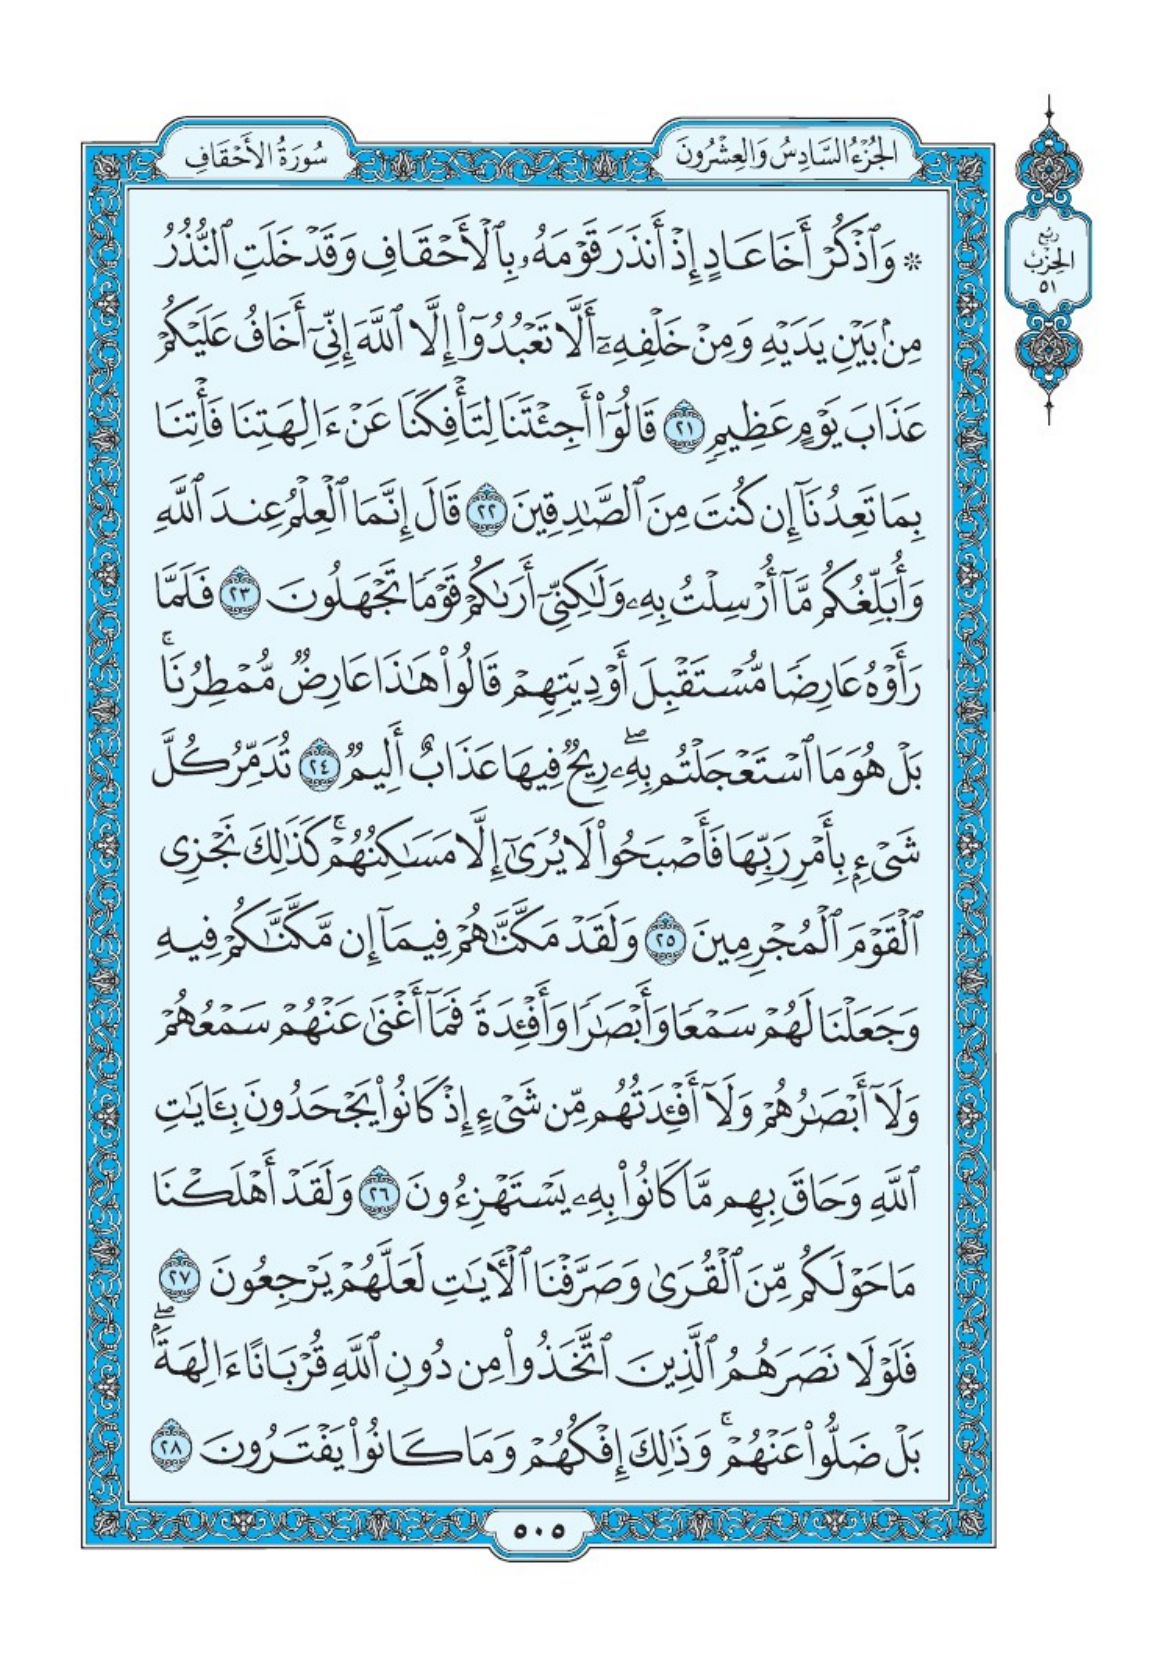 الجُزْءُ السَّادِسُ وَالعِشْرُونَ
سُورَةُ الأَحْقَافِ
رُبْع
الحِزْبِ
٥١
* وَٱذْكُرْ أَخَا عَادٍ إِذْ أَنذَرَ قَوْمَهُۥ بِٱلْأَحْقَافِ وَقَدْ خَلَتِ ٱلنُّذُرُ
مِنۢ بَيْنِ يَدَيْهِ وَمِنْ خَلْفِهِۦٓ أَلَّا تَعْبُدُوٓا۟ إِلَّا ٱللَّهَ إِنِّىٓ أَخَافُ عَلَيْكُمْ
عَذَابَ يَوْمٍ عَظِيمٍ ٢١ قَالُوٓا۟ أَجِئْتَنَا لِتَأْفِكَنَا عَنْ ءَالِهَتِنَا فَأْتِنَا
بِمَا تَعِدُنَآ إِن كُنتَ مِنَ ٱلصَّٰدِقِينَ ٢٢ قَالَ إِنَّمَا ٱلْعِلْمُ عِندَ ٱللَّهِ
وَأُبَلِّغُكُم مَّآ أُرْسِلْتُ بِهِۦ وَلَٰكِنِّىٓ أَرَىٰكُمْ قَوْمًا تَجْهَلُونَ ٢٣ فَلَمَّا
رَأَوْهُ عَارِضًا مُّسْتَقْبِلَ أَوْدِيَتِهِمْ قَالُوا۟ هَٰذَا عَارِضٌ مُّمْطِرُنَا ۚ
بَلْ هُوَ مَا ٱسْتَعْجَلْتُم بِهِۦ ۖ رِيحٌ فِيهَا عَذَابٌ أَلِيمٌ ٢٤ تُدَمِّرُ كُلَّ
شَىْءٍۭ بِأَمْرِ رَبِّهَا فَأَصْبَحُوا۟ لَا يُرَىٰٓ إِلَّا مَسَٰكِنُهُمْ ۚ كَذَٰلِكَ نَجْزِى
ٱلْقَوْمَ ٱلْمُجْرِمِينَ ٢٥ وَلَقَدْ مَكَّنَّٰهُمْ فِيمَآ إِن مَّكَّنَّٰكُمْ فِيهِ
وَجَعَلْنَا لَهُمْ سَمْعًا وَأَبْصَٰرًا وَأَفْـِٔدَةً فَمَآ أَغْنَىٰ عَنْهُمْ سَمْعُهُمْ
وَلَآ أَبْصَٰرُهُمْ وَلَآ أَفْـِٔدَتُهُم مِّن شَىْءٍ إِذْ كَانُوا۟ يَجْحَدُونَ بِـَٔايَٰتِ
ٱللَّهِ وَحَاقَ بِهِم مَّا كَانُوا۟ بِهِۦ يَسْتَهْزِءُونَ ٢٦ وَلَقَدْ أَهْلَكْنَا
مَا حَوْلَكُم مِّنَ ٱلْقُرَىٰ وَصَرَّفْنَا ٱلْـَٔايَٰتِ لَعَلَّهُمْ يَرْجِعُونَ ٢٧
فَلَوْلَا نَصَرَهُمُ ٱلَّذِينَ ٱتَّخَذُوا۟ مِن دُونِ ٱللَّهِ قُرْبَانًا ءَالِهَةًۢ ۖ
بَلْ ضَلُّوا۟ عَنْهُمْ ۚ وَذَٰلِكَ إِفْكُهُمْ وَمَا كَانُوا۟ يَفْتَرُونَ ٢٨
٥٠٥